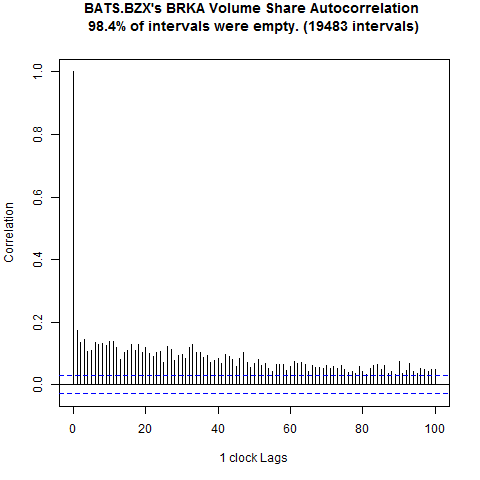 BATS.BZX's BRKA Volume Share Autocorrelation
98.4% of intervals were empty. (19483 intervals)
1.0
0.8
0.6
0.4
0.2
0.0
Correlation
0 20 40 60 80 100
1 clock Lags